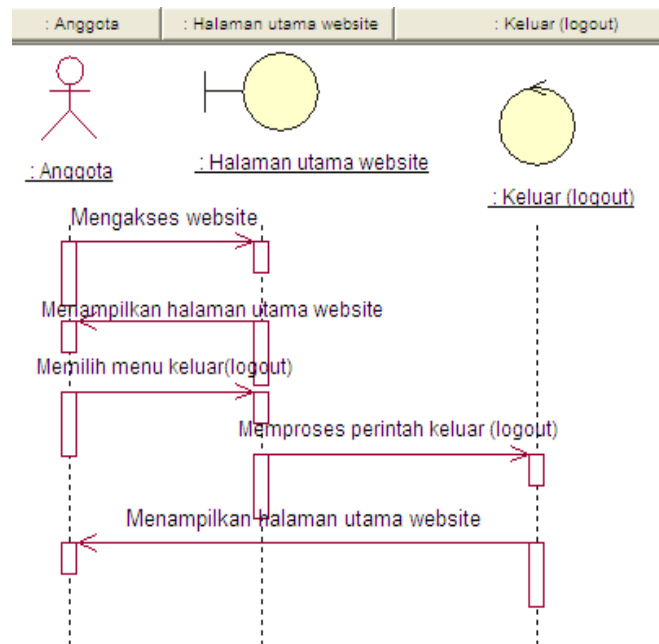 : Anggota
: Halaman utama website
: Keluar (logout)
: Anggota
: Halaman utama website
: Keluar (logout)
Mengakses website
Menampilkan halaman utama website
Memilih menu keluar(logout)
Memproses perintah keluar (logout)
Menampilkan halaman utama website